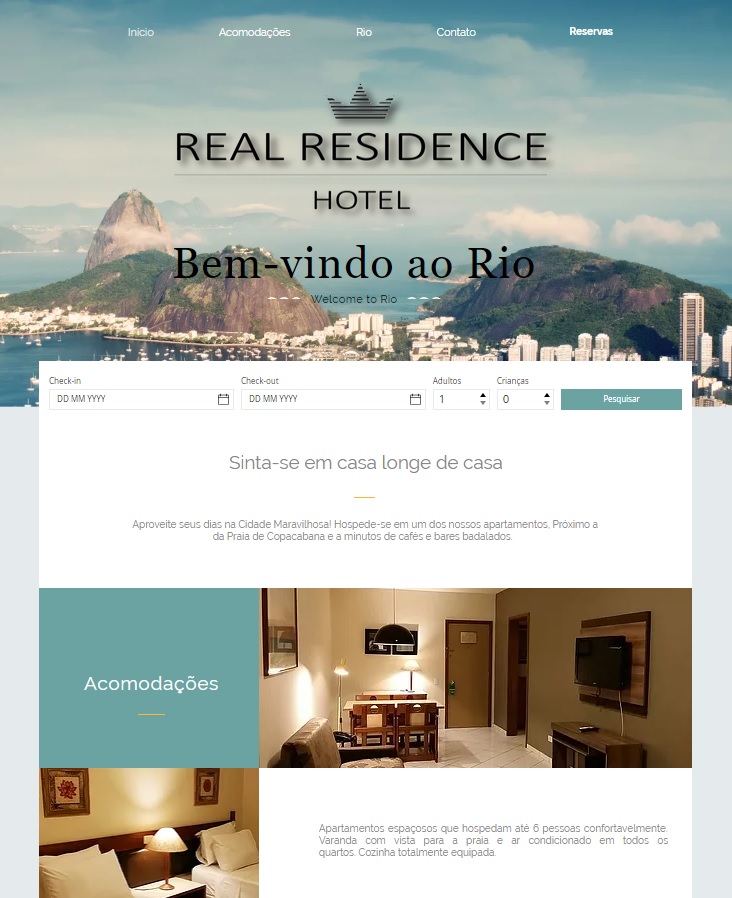 Início Acomodações Rio Contato Reservas
REAL RESIDENCE
HOTEL
Bem-vindo ao Rio
Welcome to Rio
Check-in Check-out Adultos Crianças
DD MM YYYY DD MM YYYY 1 0 Pesquisar
Sinta-se em casa longe de casa
Aproveite seus dias na Cidade Maravilhosa! Hospede-se em um dos nossos apartamentos, Próximo a
da Praia de Copacabana e a minutos de cafés e bares badalados.
Acomodações
Apartamentos espaçosos que hospedam até 6 pessoas confortavelmente.
Varanda com vista para a praia e ar condicionado em todos os
quartos. Cozinha totalmente equipada.